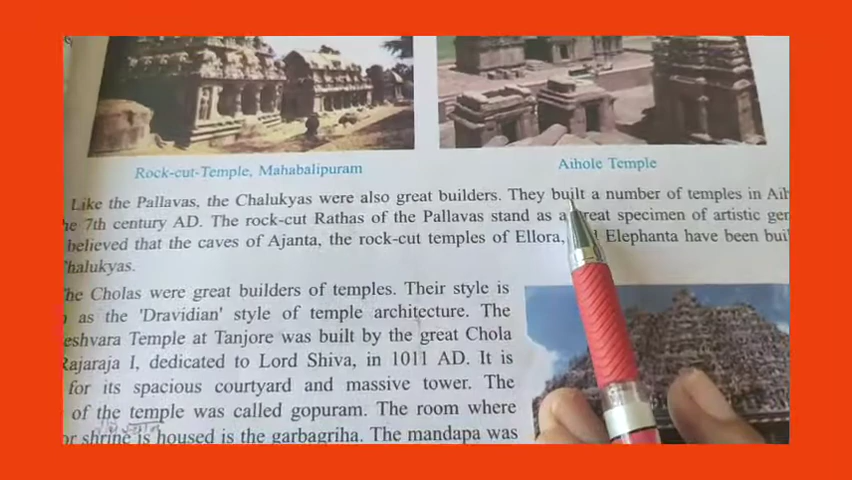 Rock-cut-Temple, Mahabalipuram
Aihole Temple
Like the Pallavas, the Chalukyas were also great builders. They built a number of temples in Aih
he 7th century AD. The rock-cut Rathas of the Pallavas stand as a great specimen of artistic gen
believed that the caves of Ajanta, the rock-cut temples of Ellora, Elephanta have been buil
Chalukyas.
The Cholas were great builders of temples. Their style is
as the 'Dravidian' style of temple architecture. The
eshvara Temple at Tanjore was built by the great Chola
Rajaraja I, dedicated to Lord Shiva, in 1011 AD. It is
for its spacious courtyard and massive tower. The
of the temple was called gopuram. The room where
or shrine is housed is the garbagriha. The mandapa was